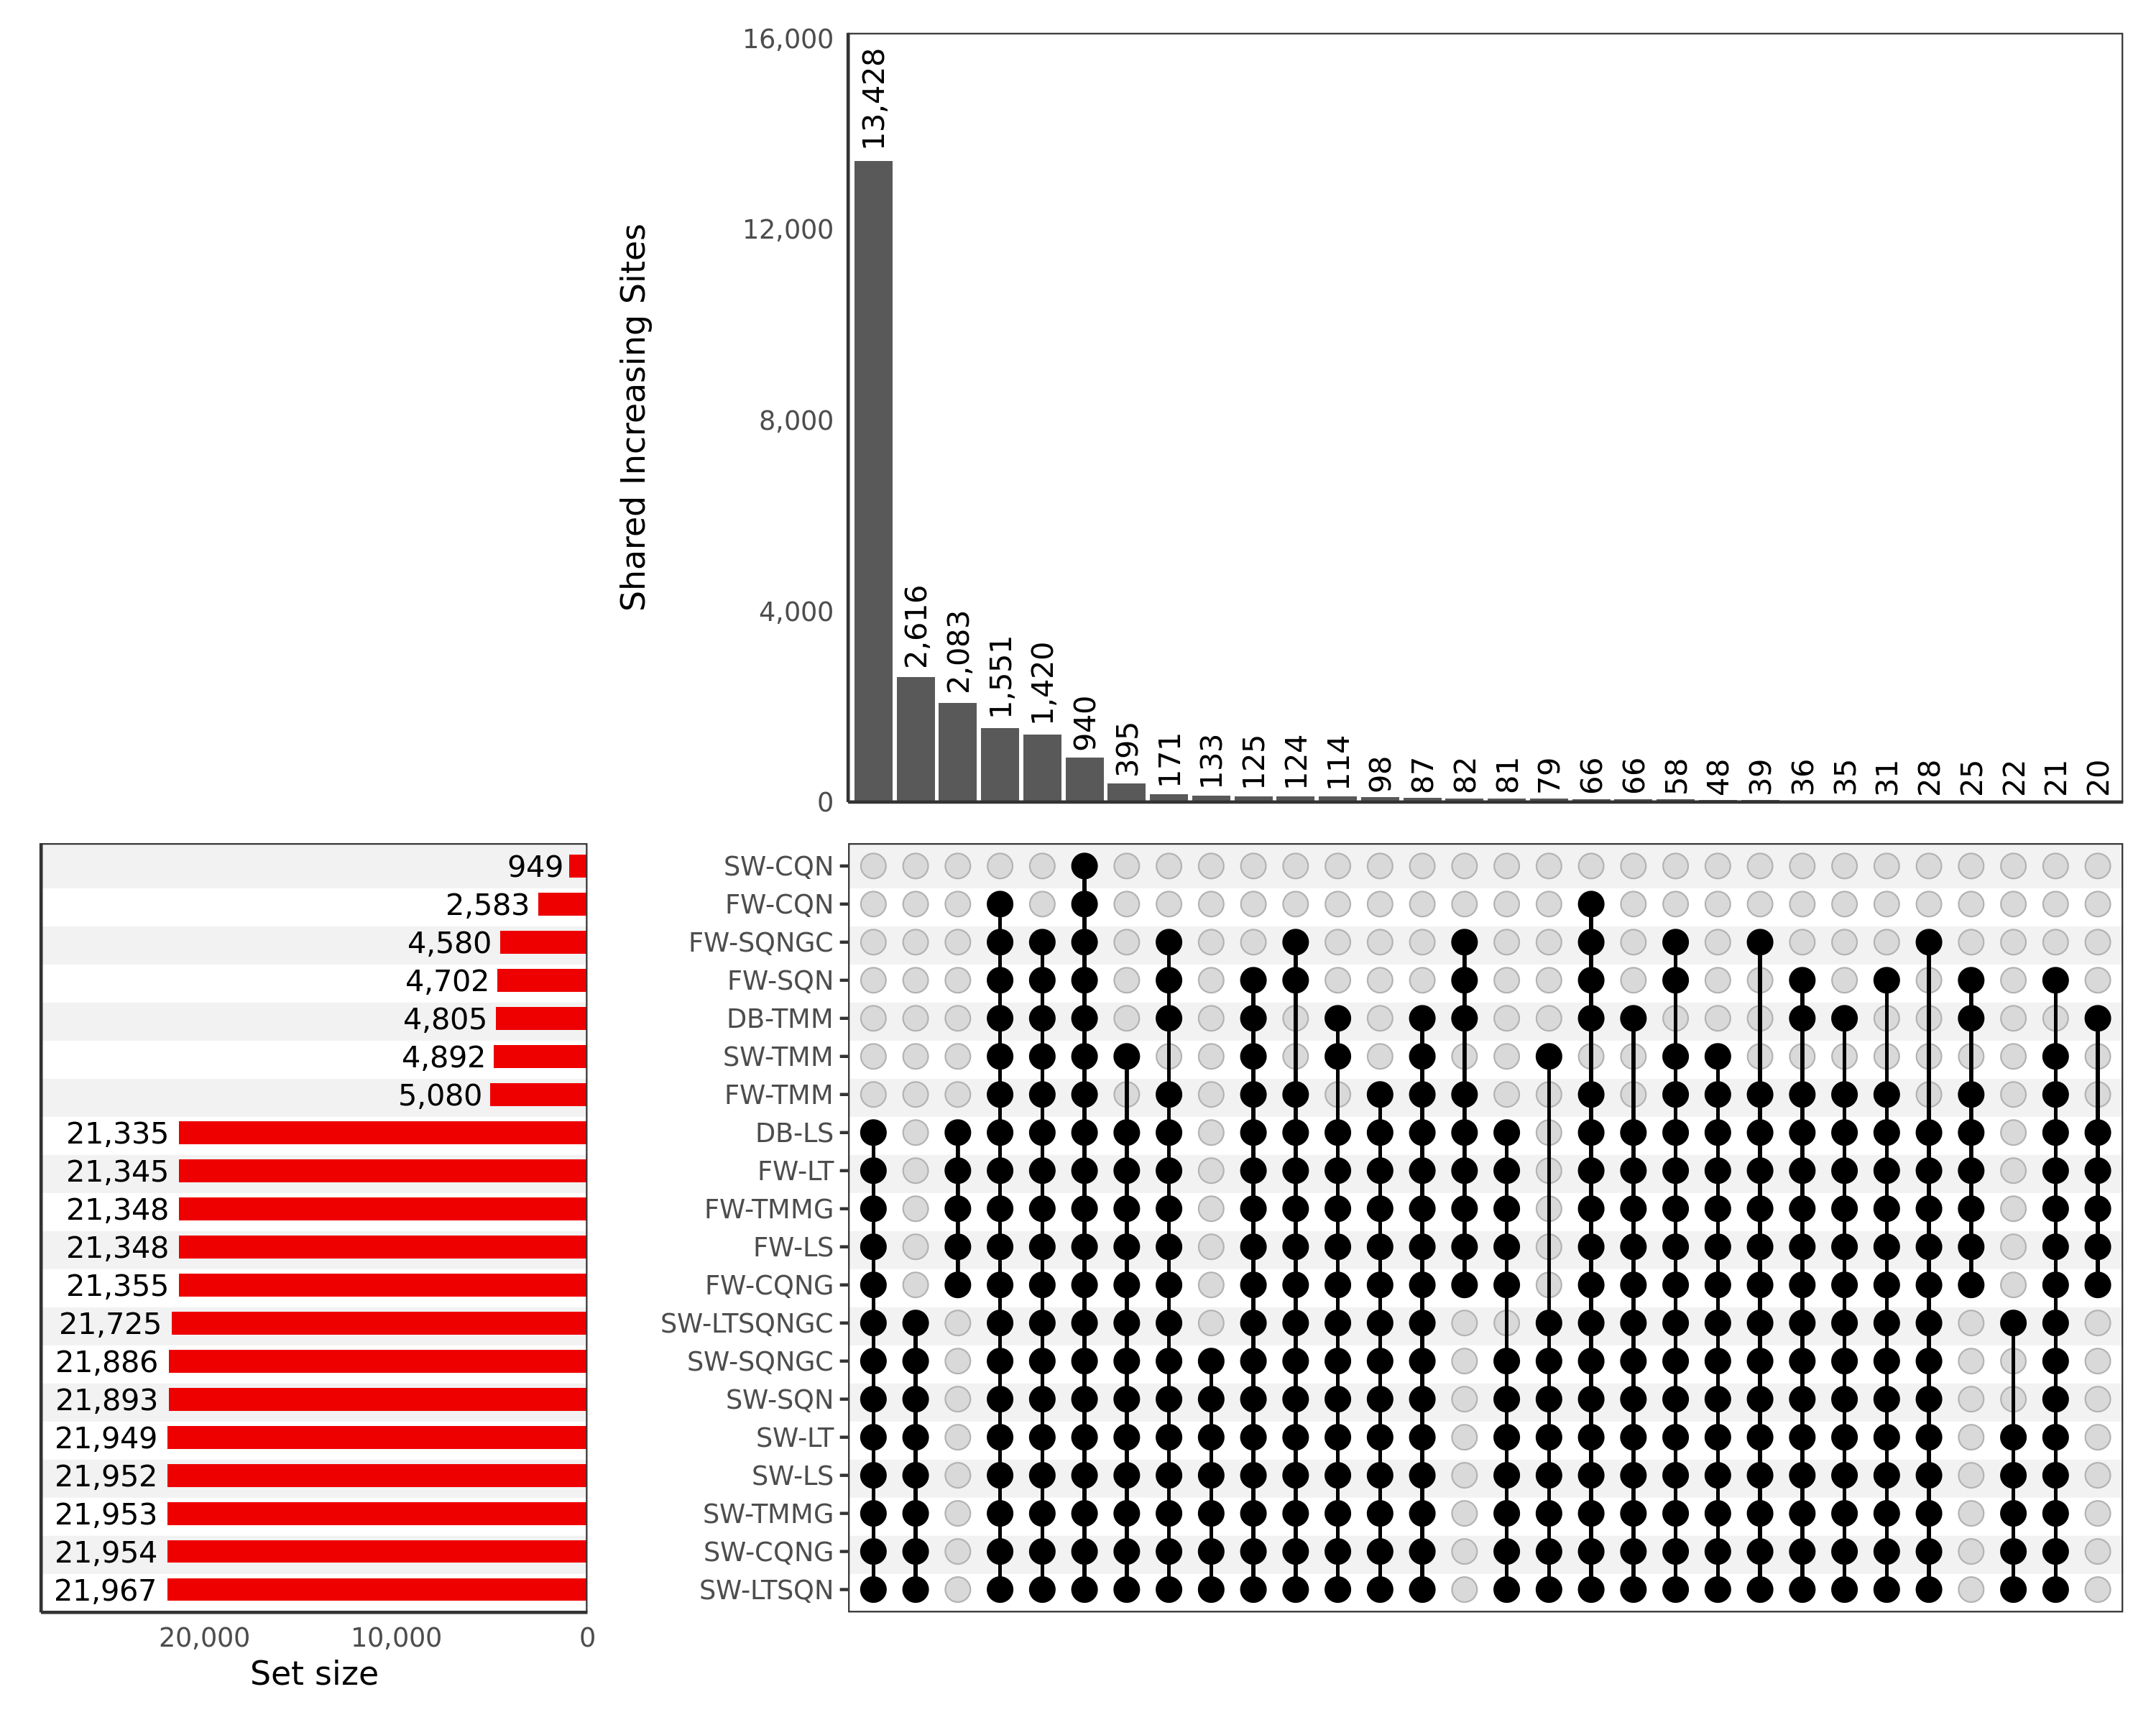 16,000
12,000
8,000
4,000
0
Shared Increasing Sites
13,428
2,616
2,083
1,551
1,420
940
395
171
133
125
124
114
98
87
82
81
79
66
66
58
48
39
36
35
31
28
25
22
21
20
949
2,583
4,580
4,702
4,805
4,892
5,080
21,335
21,345
21,348
21,348
21,355
21,725
21,886
21,893
21,949
21,952
21,953
21,954
21,967
20,000
10,000
0
Set size
SW-CQN
FW-CQN
FW-SQNGC
FW-SQN
DB-TMM
SW-TMM
FW-TMM
DB-LS
FW-LT
FW-TMMG
FW-LS
FW-CQNG
SW-LTSQNGC
SW-SQNGC
SW-SQN
SW-LT
SW-LS
SW-TMMG
SW-CQNG
SW-LTSQN